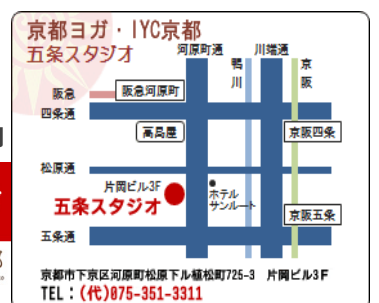 京都ヨガ・IYC京都
五条スタジオ
河原町通
川端通
鴨川
京阪
阪急
阪急河原町
四条通
高島屋
京阪四条
松原通
片岡ビル3F
五条スタジオ
ホテル
サンルート
京阪五条
五条通
京都市下京区河原町松原下ル植松町725-3 片岡ビル3F
TEL:(代)075-351-3311